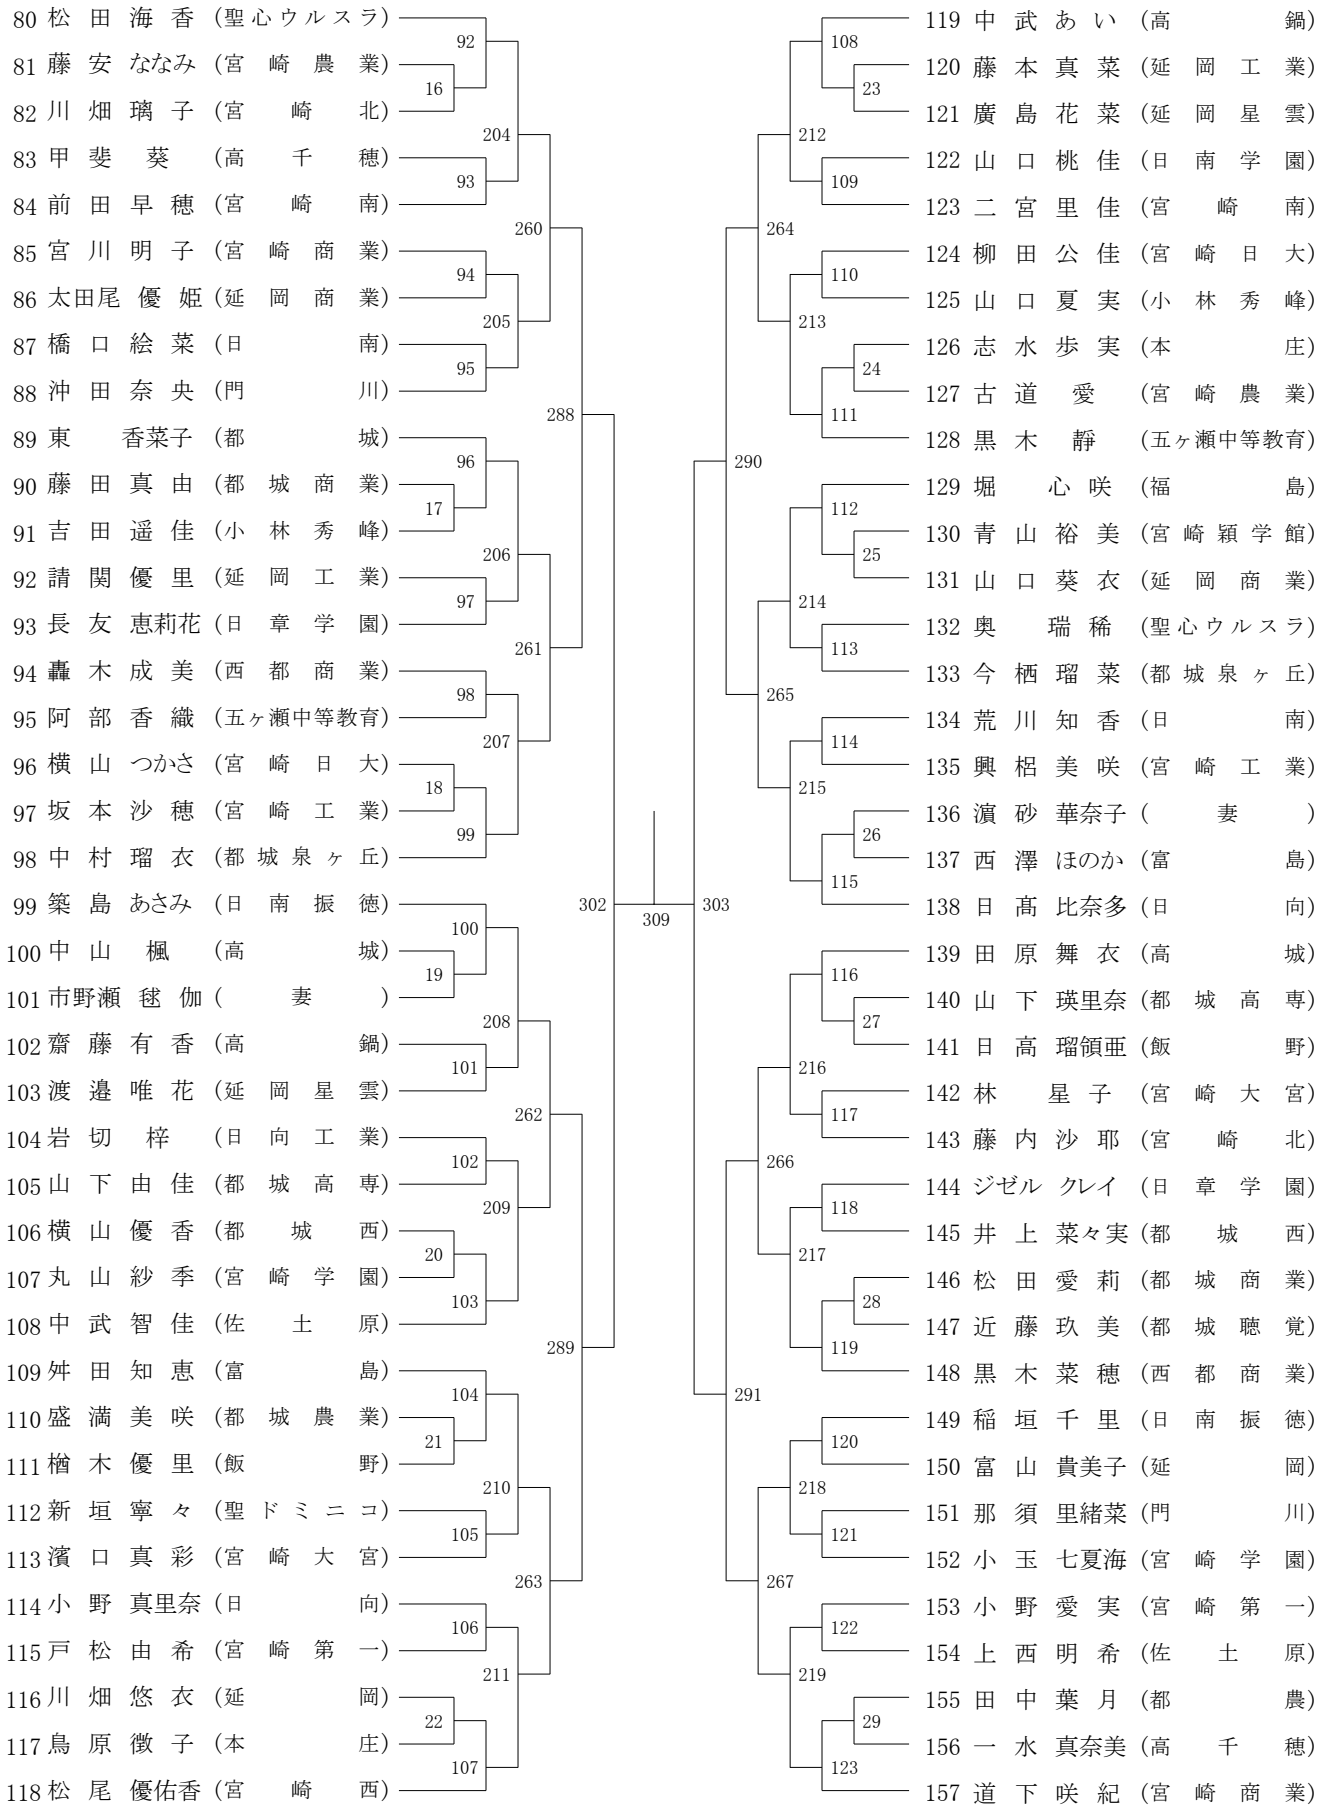 80 松田海香 (聖心ウルスラ)
81 藤安ななみ (宮崎農業)
82 川畑璃子 (宮崎北)
83 甲斐葵 (高千穂)
84 前田早穂 (宮崎南)
85 宮川明子 (宮崎商業)
86 太田尾優姫 (延岡商業)
87 橋口絵菜 (日南)
88 沖田奈央 (門川)
89 東香菜子 (都城)
90 藤田真由 (都城商業)
91 吉田遥佳 (小林秀峰)
92 請関優里 (延岡工業)
93 長友恵莉花 (日章学園)
94 轟木成美 (西都商業)
95 阿部香織 (五ヶ瀬中等教育)
96 横山つかさ (宮崎日大)
97 坂本沙穂 (宮崎工業)
98 中村瑠衣 (都城泉ヶ丘)
99 築島あさみ (日南振徳)
100 中山楓 (高城)
101 市野瀬毬伽 (妻)
102 齋藤有香 (高鍋)
103 渡邉唯花 (延岡星雲)
104 岩切梓 (日向工業)
105 山下由佳 (都城高専)
106 横山優香 (都城西)
107 丸山紗季 (宮崎学園)
108 中武智佳 (佐土原)
109 舛田知恵 (富島)
110 盛満美咲 (都城農業)
111 楢木優里 (飯野)
112 新垣寧々 (聖ドミニコ)
113 濱口真彩 (宮崎大宮)
114 小野真里奈 (日向)
115 戸松由希 (宮崎第一)
116 川畑悠衣 (延岡)
117 鳥原徴子 (本庄)
118 松尾優佑香 (宮崎西)
92
16
204
93
260
94
205
95
288
96
17
206
97
261
98
207
18
99
302
100
19
208
101
262
102
209
20
103
289
104
21
210
105
263
106
211
22
107
309
303
108
23
212
109
264
110
213
24
111
290
112
25
214
113
265
114
215
26
115
116
27
216
117
266
118
217
28
119
291
120
218
121
267
122
219
29
123
119 中武あい (高鍋)
120 藤本真菜 (延岡工業)
121 廣島花菜 (延岡星雲)
122 山口桃佳 (日南学園)
123 二宮里佳 (宮崎南)
124 柳田公佳 (宮崎日大)
125 山口夏実 (小林秀峰)
126 志水歩実 (本庄)
127 古道愛 (宮崎農業)
128 黒木靜 (五ヶ瀬中等教育)
129 堀心咲 (福島)
130 青山裕美 (宮崎穎学館)
131 山口葵衣 (延岡商業)
132 奥瑞稀 (聖心ウルスラ)
133 今栖瑠菜 (都城泉ヶ丘)
134 荒川知香 (日南)
135 興梠美咲 (宮崎工業)
136 濵砂華奈子 (妻)
137 西澤ほのか (富島)
138 日髙比奈多 (日向)
139 田原舞衣 (高城)
140 山下瑛里奈 (都城高専)
141 日高瑠領亜 (飯野)
142 林星子 (宮崎大宮)
143 藤内沙耶 (宮崎北)
144 ジゼルクレイ (日章学園)
145 井上菜々実 (都城西)
146 松田愛莉 (都城商業)
147 近藤玖美 (都城聴覚)
148 黒木菜穂 (西都商業)
149 稲垣千里 (日南振徳)
150 富山貴美子 (延岡)
151 那須里緒菜 (門川)
152 小玉七夏海 (宮崎学園)
153 小野愛実 (宮崎第一)
154 上西明希 (佐土原)
155 田中葉月 (都農)
156 一水真奈美 (高千穂)
157 道下咲紀 (宮崎商業)